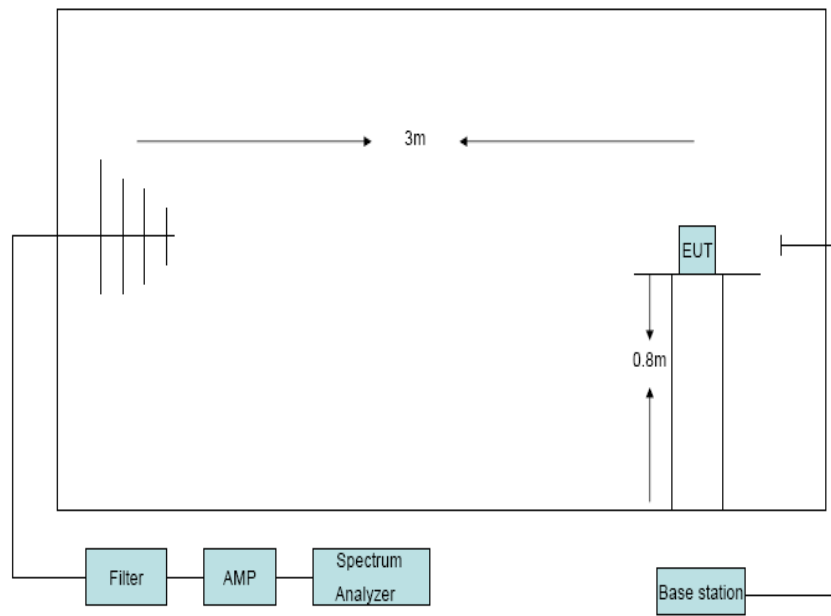 3m
EUT
0.8m
Filter
AMP
Spectrum
Analyzer
Base station